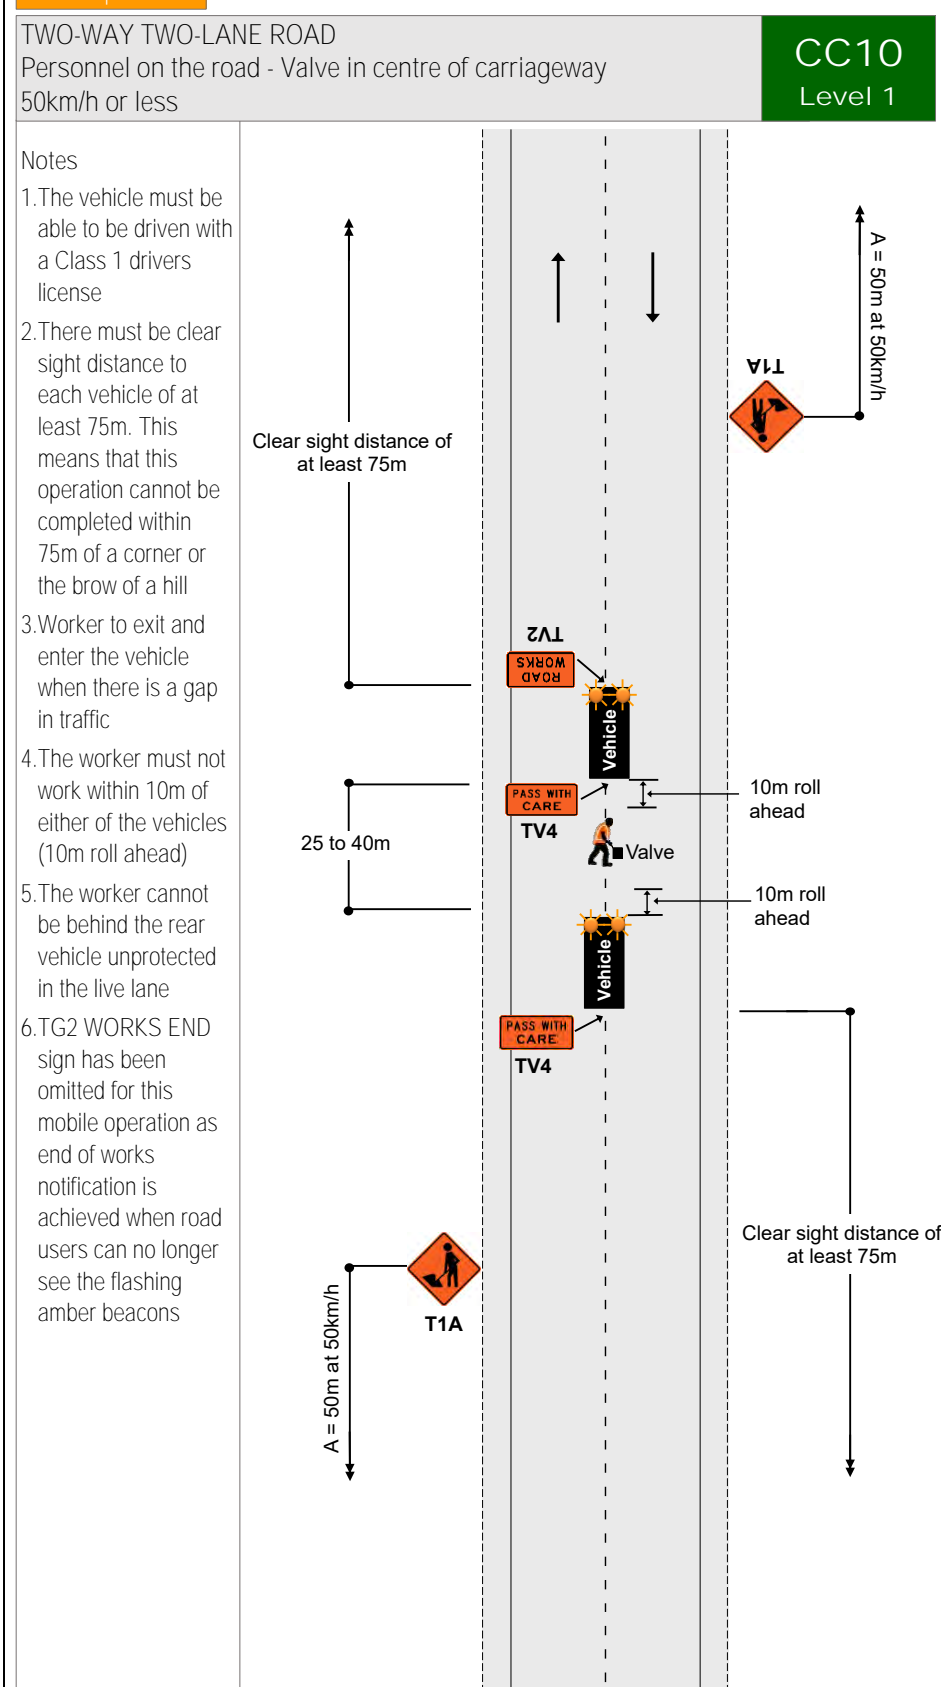 TWO-WAY TWO-LANE ROAD
Personnel on the road - Valve in centre of carriageway
50km/h or less
CC10
Level 1
Notes
1.The vehicle must be
able to be driven with
a Class 1 drivers
license
2.There must be clear
sight distance to
each vehicle of at
least 75m. This
means that this
operation cannot be
completed within
75m of a corner or
the brow of a hill
3.Worker to exit and
enter the vehicle
when there is a gap
in traffic
4.The worker must not
work within 10m of
either of the vehicles
(10m roll ahead)
5.The worker cannot
be behind the rear
vehicle unprotected
in the live lane
6.TG2 WORKS END
sign has been
omitted for this
mobile operation as
end of works
notification is
achieved when road
users can no longer
see the flashing
amber beacons
A = 50m at 50km/h
T1A
Clear sight distance of
at least 75m
TV2
ROAD
WORKS
Vehicle
PASS WITH
CARE
TV4
10m roll
ahead
25 to 40m
Valve
10m roll
ahead
Vehicle
PASS WITH
CARE
TV4
Clear sight distance of
at least 75m
T1A
A = 50m at 50km/h